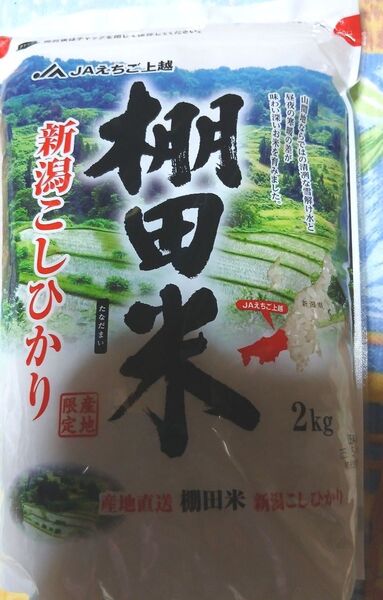 JAえちご上越
山間地ならではの清冽な雪解け水と
昼夜の寒暖の差が
味わい深いお米を育みました。
棚田米
たなだまい
新潟こしひかり
新潟県
JAえちご上越
産地
限定
2kg
産地直送 棚田米 新潟こしひかり